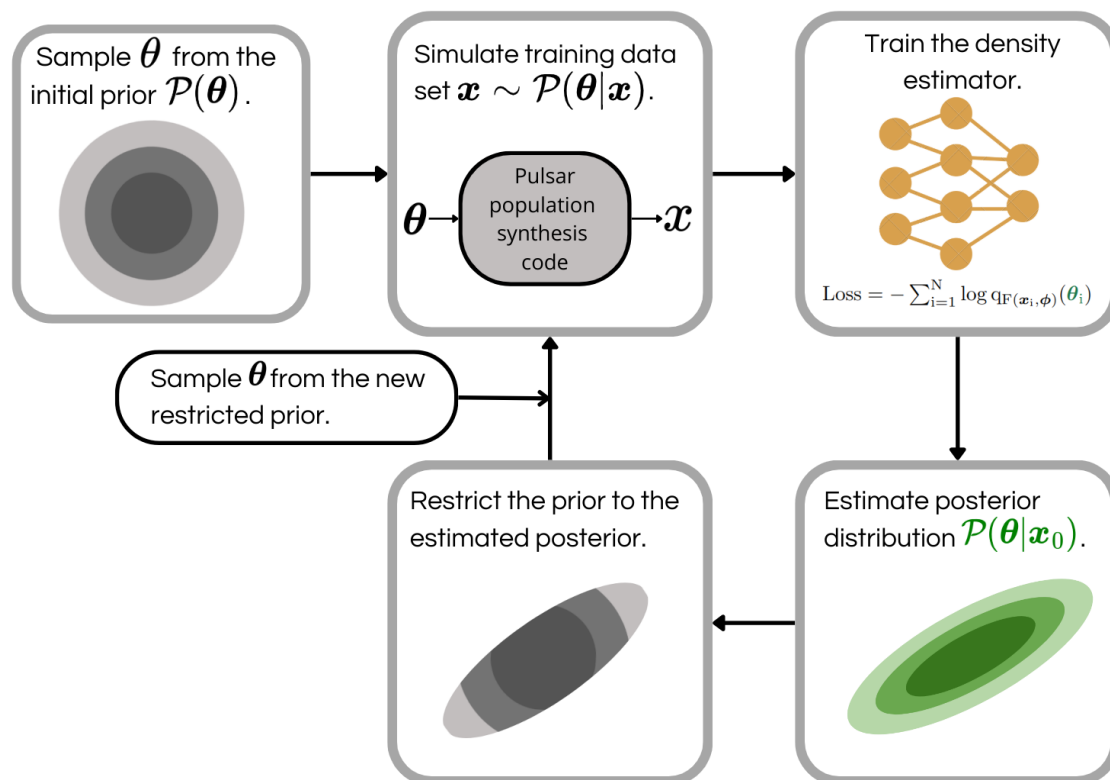 Sample θ from the
initial prior 𝒫(θ).
Simulate training data
set x ∼ 𝒫(θ|x).
θ
Pulsar
population
synthesis
code
x
Train the density
estimator.
Loss = − ∑ᵢ₌₁ᴺ log q_F(xᵢ,ϕ)(θᵢ)
Sample θ from the new
restricted prior.
Restrict the prior to the
estimated posterior.
Estimate posterior
distribution 𝒫(θ|x₀).